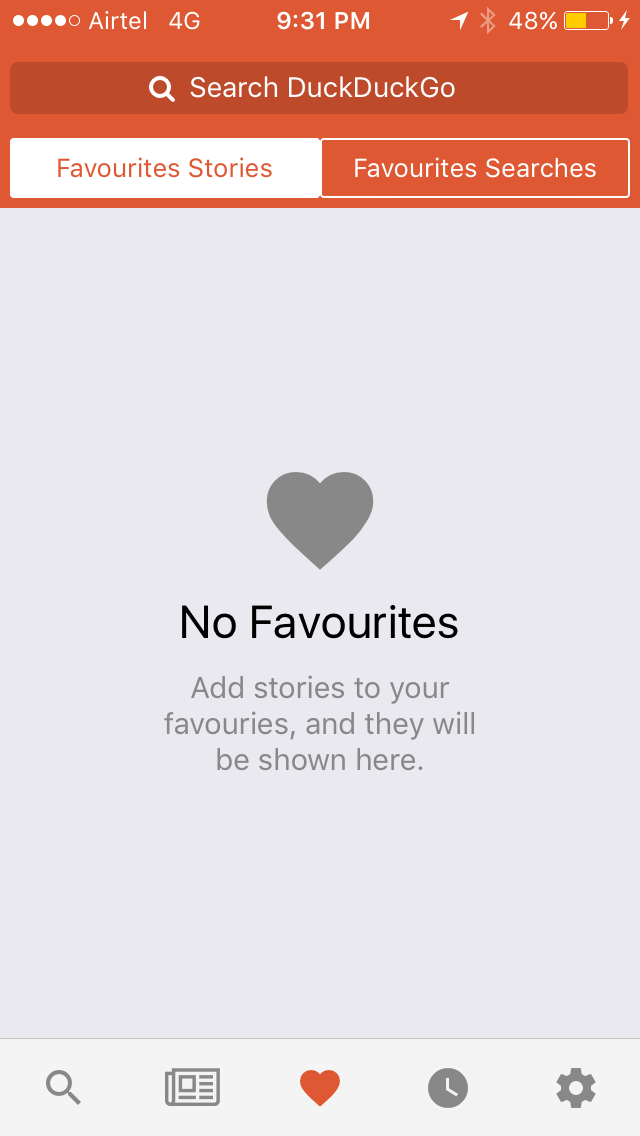 Airtel 4G 9:31 PM 48%
Search DuckDuckGo
Favourites Stories Favourites Searches
No Favourites
Add stories to your
favouries, and they will
be shown here.